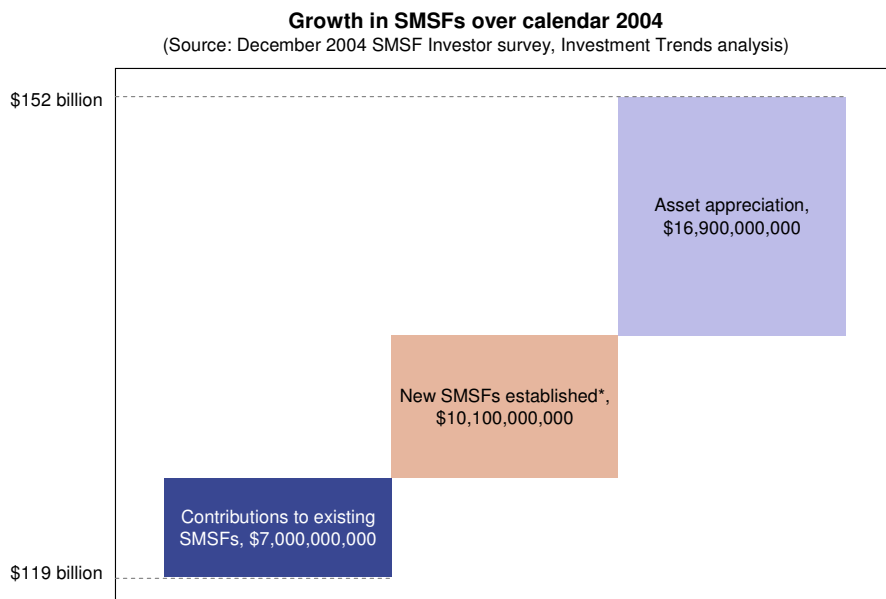 Growth in SMSFs over calendar 2004
(Source: December 2004 SMSF Investor survey, Investment Trends analysis)
$152 billion
Asset appreciation,
$16,900,000,000
New SMSFs established*,
$10,100,000,000
Contributions to existing
SMSFs, $7,000,000,000
$119 billion